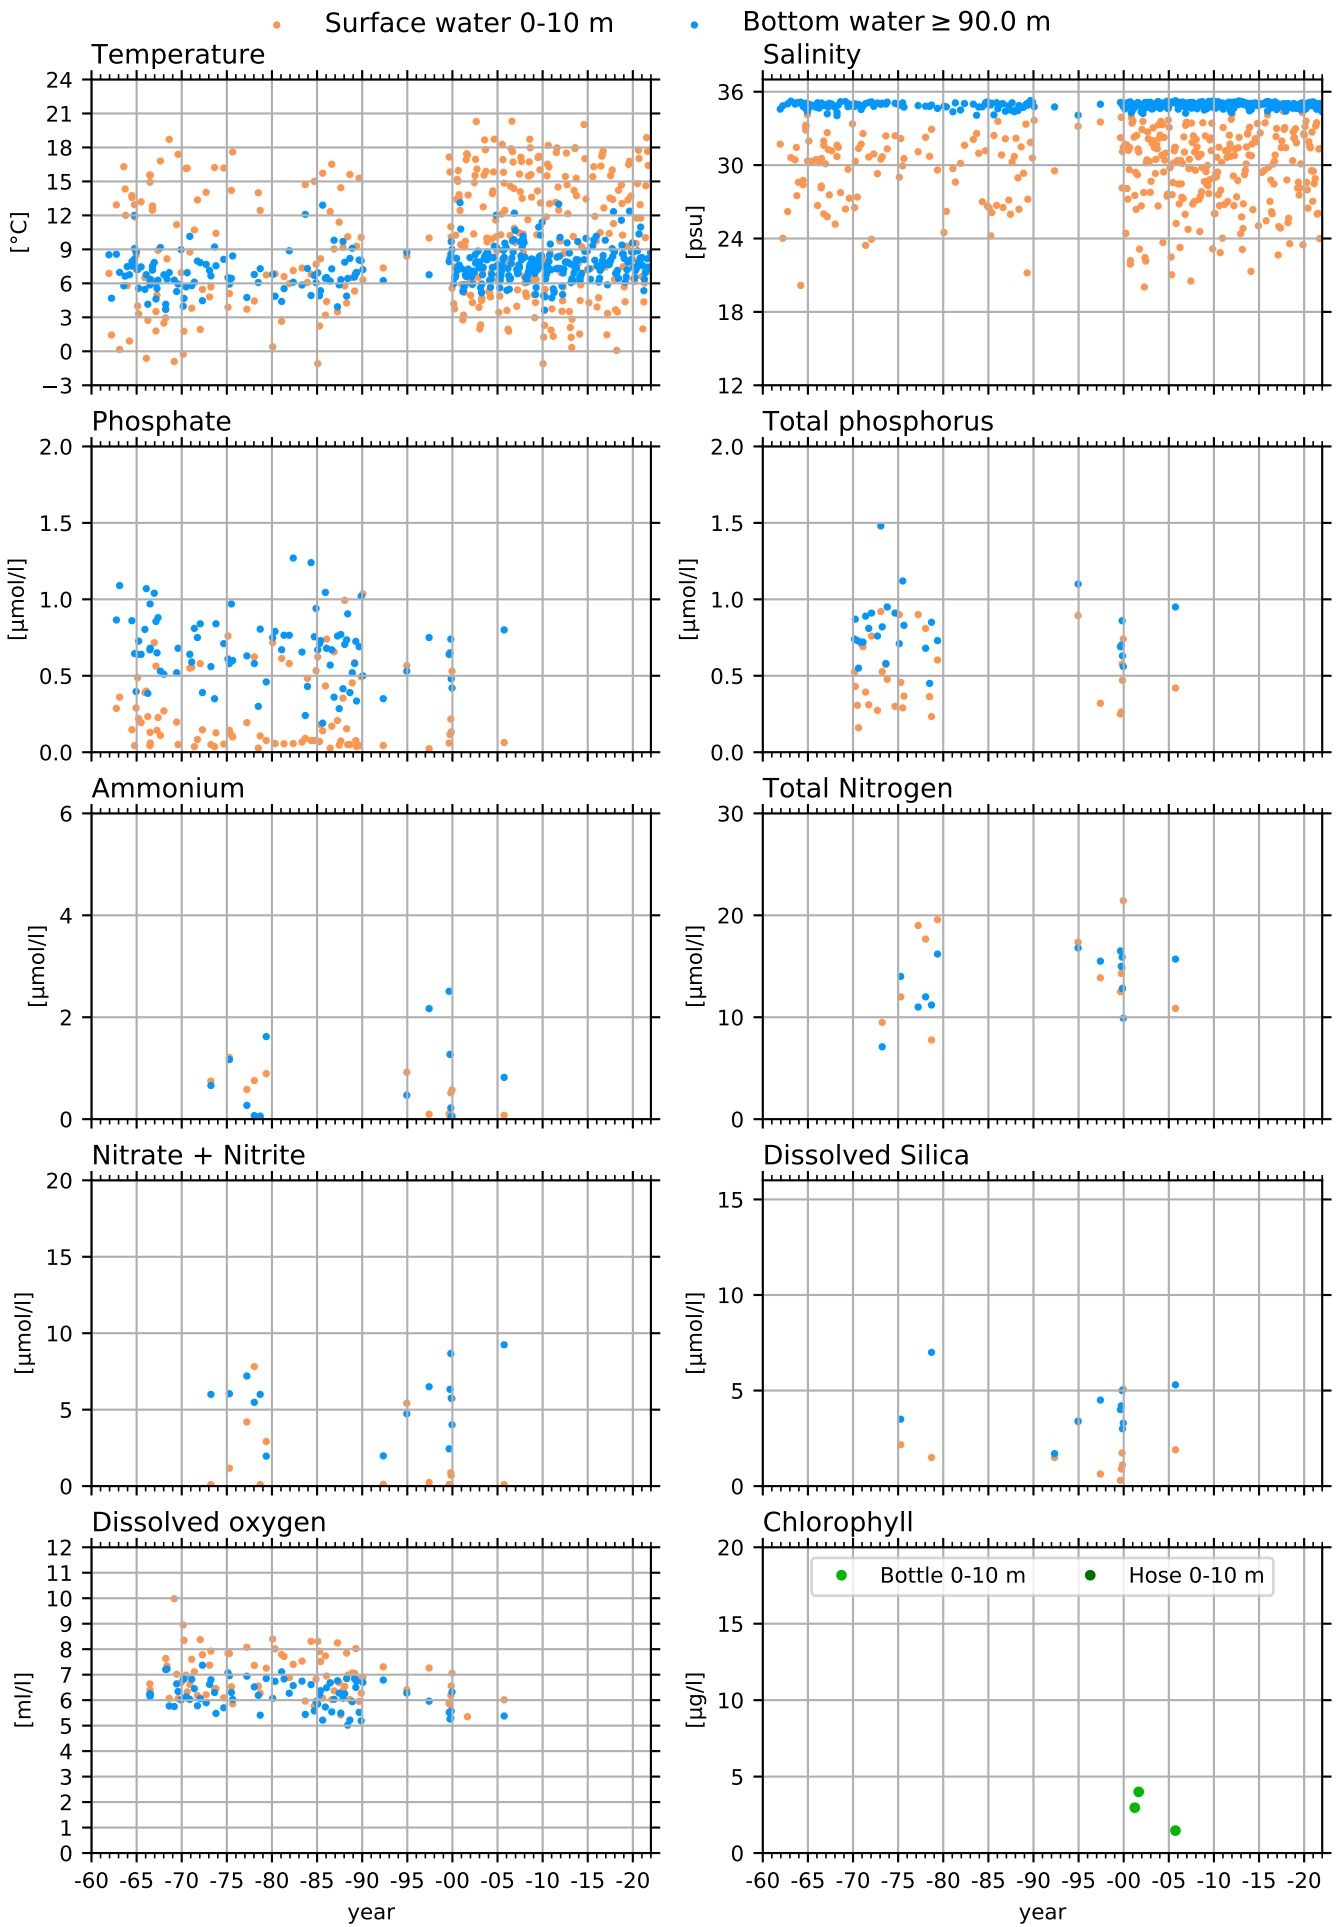 Surface water 0-10 m
Bottom water ≥ 90.0 m
Temperature
Salinity
24
21
18
15
12
9
6
3
0
−3
[°C]
36
30
24
18
12
[psu]
Phosphate
Total phosphorus
2.0
1.5
1.0
0.5
0.0
[µmol/l]
2.0
1.5
1.0
0.5
0.0
[µmol/l]
Ammonium
Total Nitrogen
6
4
2
0
[µmol/l]
30
20
10
0
[µmol/l]
Nitrate + Nitrite
Dissolved Silica
20
15
10
5
0
[µmol/l]
15
10
5
0
[µmol/l]
Dissolved oxygen
Chlorophyll
12
11
10
9
8
7
6
5
4
3
2
1
0
[ml/l]
20
15
10
5
0
[µg/l]
Bottle 0-10 m
Hose 0-10 m
-60 -70 -75 -80 -85 -90 -95 -00 -05 -10 -15 -20
year
-60 -70 -75 -80 -85 -90 -95 -00 -05 -10 -15 -20
year